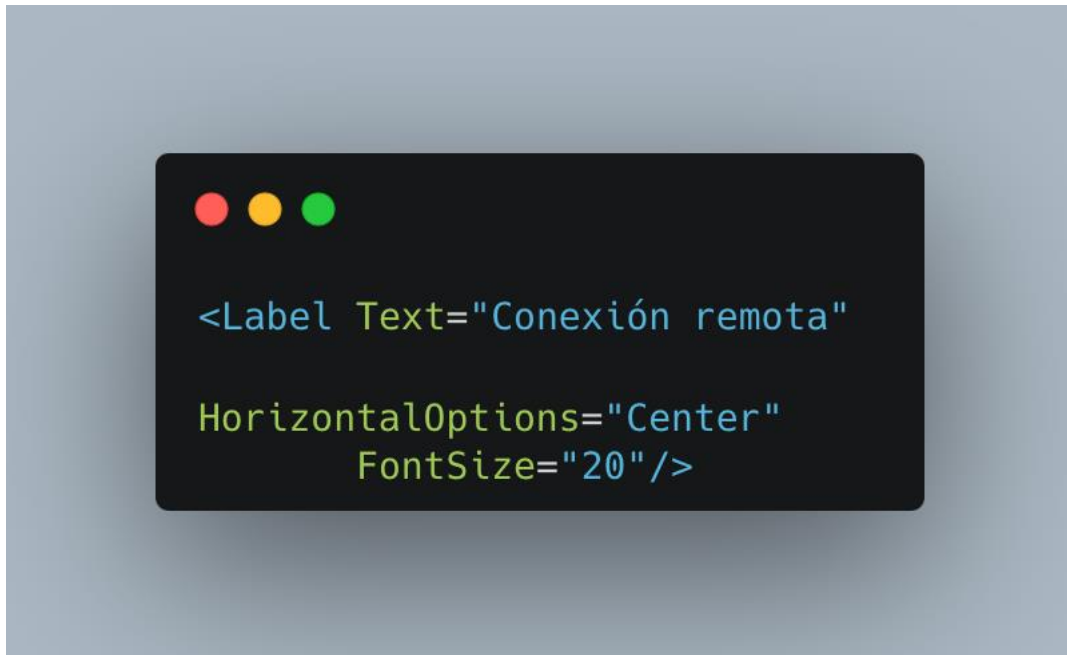 <Label Text="Conexión remota"
HorizontalOptions="Center"
FontSize="20"/>